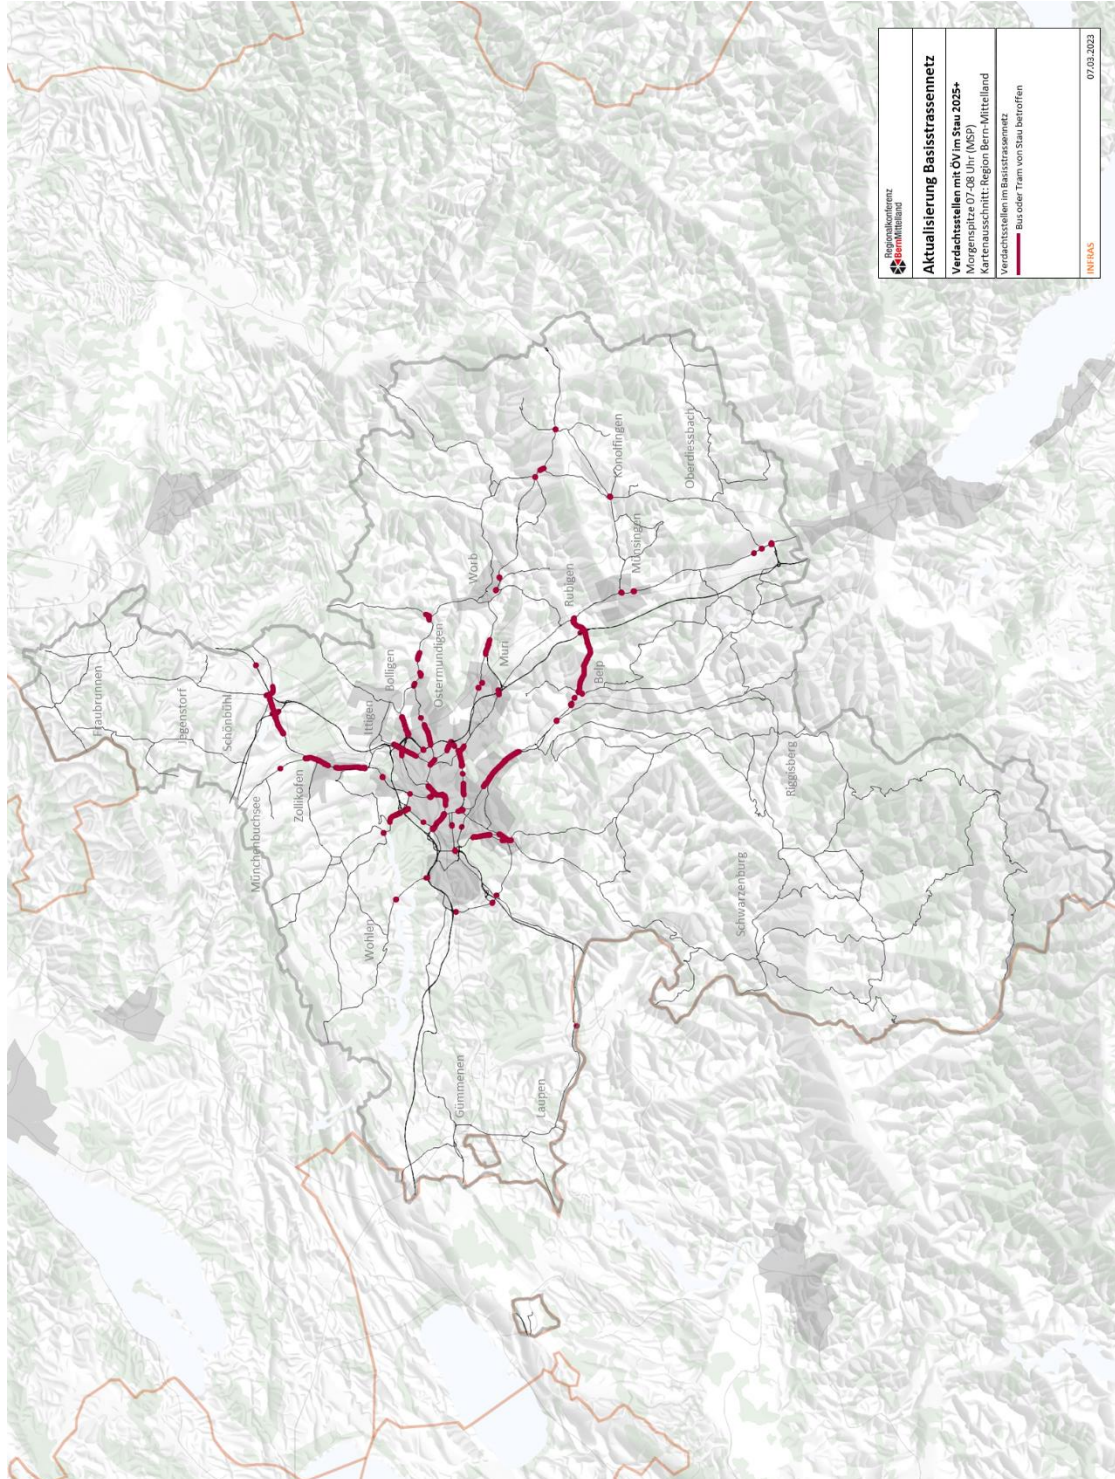 Regionalkonferenz
BernMittelland
Aktualisierung Basisstrassennetz
Verdachtsstellen mit ÖV im Stau 2025+
Morgenspitze 07-08 Uhr (MSP)
Kartenausschnitt: Region Bern-Mittelland
Verdachtsstellen im Basisstrassennetz
Bus oder Tram von Stau betroffen
INFRAS
07.03.2023
Fraubrunnen
Jegenstorf
Schönbühl
Münchenbuchsee
Zollikofen
Ittigen
Bolligen
Ostermundigen
Worb
Wohlen
Muri
Gümmenen
Laupen
Rubigen
Belp
Konolfingen
Münsingen
Oberdiessbach
Riggisberg
Schwarzenburg